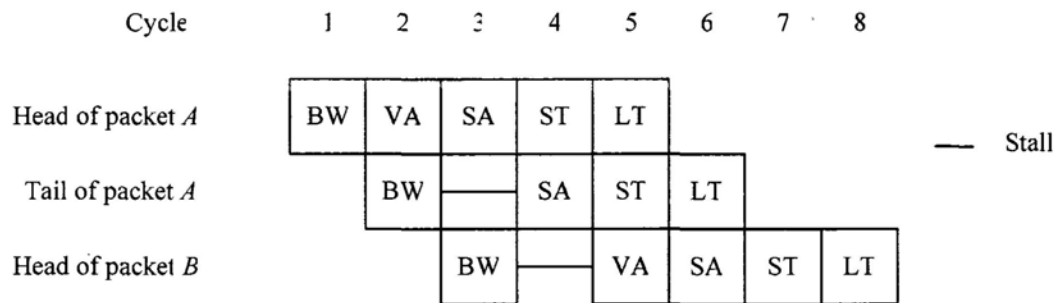 Cycle 1 2 3 4 5 6 7 8
Head of packet A BW VA SA ST LT
Stall
Tail of packet A BW SA ST LT
Head of packet B BW VA SA ST LT